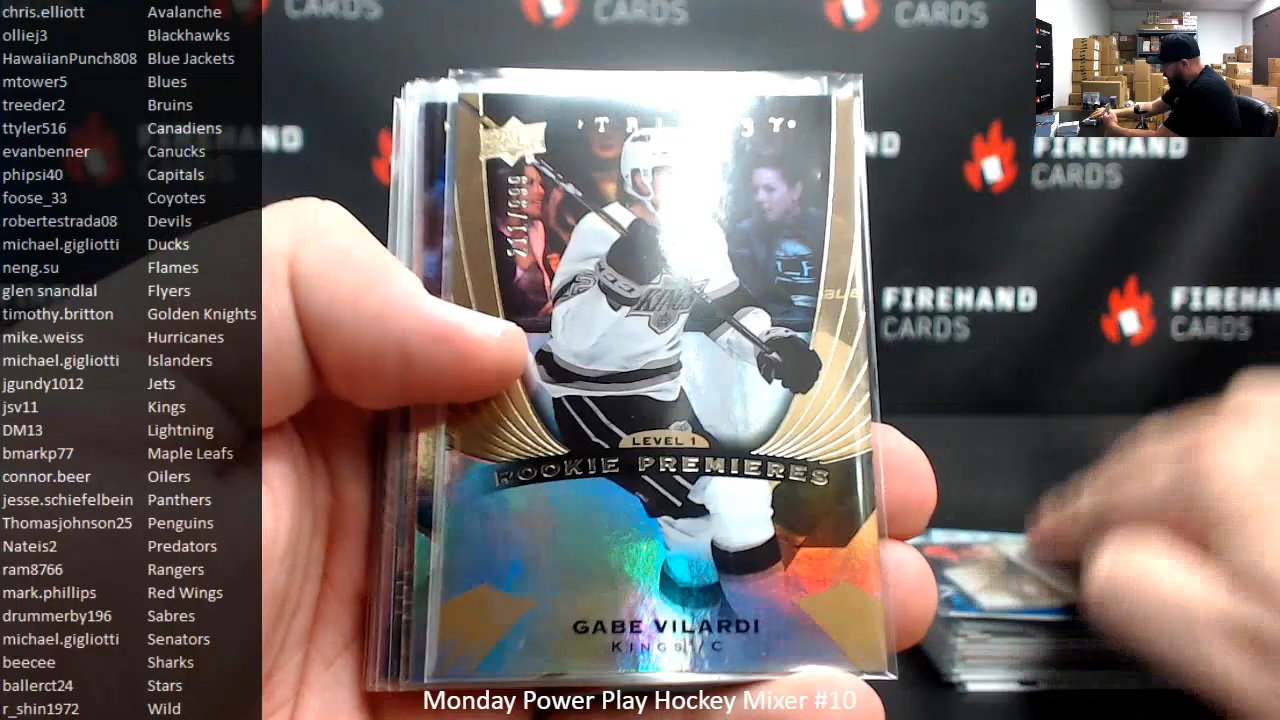 chris.elliott Avalanche
olliej3 Blackhawks
HawaiianPunch808 Blue Jackets
mtower5 Blues
treeder2 Bruins
ttyler516 Canadiens
evanbenner Canucks
phipsi40 Capitals
foose_33 Coyotes
robertestrada08 Devils
michael.gigliotti Ducks
neng.su Flames
glen snandlal Flyers
timothy.britton Golden Knights
mike.weiss Hurricanes
michael.gigliotti Islanders
jgundy1012 Jets
jsv11 Kings
DM13 Lightning
bmarkp77 Maple Leafs
connor.beer Oilers
jesse.schiefelbein Panthers
Thomasjohnson25 Penguins
Nateis2 Predators
ram8766 Rangers
mark.phillips Red Wings
drummerby196 Sabres
michael.gigliotti Senators
beecee Sharks
ballerct24 Stars
r_shin1972 Wild
CARDS
CARDS
CARDS
FIREHAND
CARDS
FIREHAND
CARDS
FIREHAND
CARDS
KINGS
LEVEL 1
ROOKIE PREMIERES
GABE VILARDI
KINGS / C
Monday Power Play Hockey Mixer #10